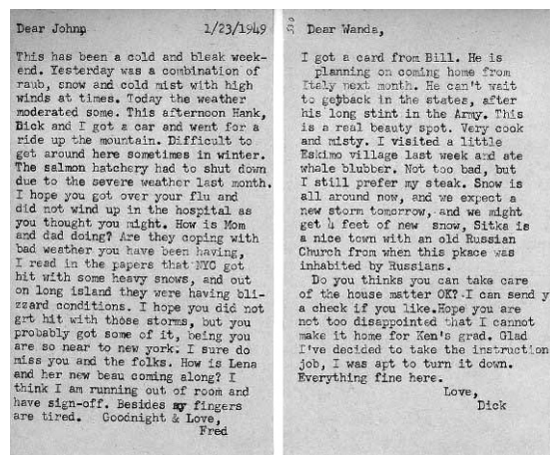 Dear Johnp 1/23/1949
This has been a cold and bleak week-
end. Yesterday was a combination of
raub, snow and cold mist with high
winds at times. Today the weather
moderated some. This afternoon Hank,
Dick and I got a car and went for a
ride up the mountain. Difficult to
get around here sometimes in winter.
The salmon hatchery had to shut down
due to the severe weather last month.
I hope you got over your flu and
did not wind up in the hospital as
you thought you might. How is Mom
and dad doing? Are they coping with
bad weather you have been having,
I read in the papers that NYC got
hit with some heavy snows, and out
on long island they were having bli-
zzard conditions. I hope you did not
grt hit with those storms, but you
probably got some of it, being you
are so near to new york. I sure do
miss you and the folks. How is Lena
and her new beau coming along? I
think I am running out of room and
have sign-off. Besides my fingers
are tired. Goodnight & Love,
Fred
Dear Wanda,
I got a card from Bill. He is
planning on coming home from
Italy next month. He can't wait
to get back in the states, after
his long stint in the Army. This
is a real beauty spot. Very cook
and misty. I visited a little
Eskimo village last week and ate
whale blubber. Not too bad, but
I still prefer my steak. Snow is
all around now, and we expect a
new storm tomorrow, and we might
get 4 feet of new snow, Sitka is
a nice town with an old Russian
Church from when this pkace was
inhabited by Russians.
Do you thinks you can take care
of the house matter OK? I can send y
a check if you like.Hope you are
not too disappointed that I cannot
make it home for Ken's grad. Glad
I've decided to take the instruction
job, I was apt to turn it down.
Everything fine here.
Love,
Dick